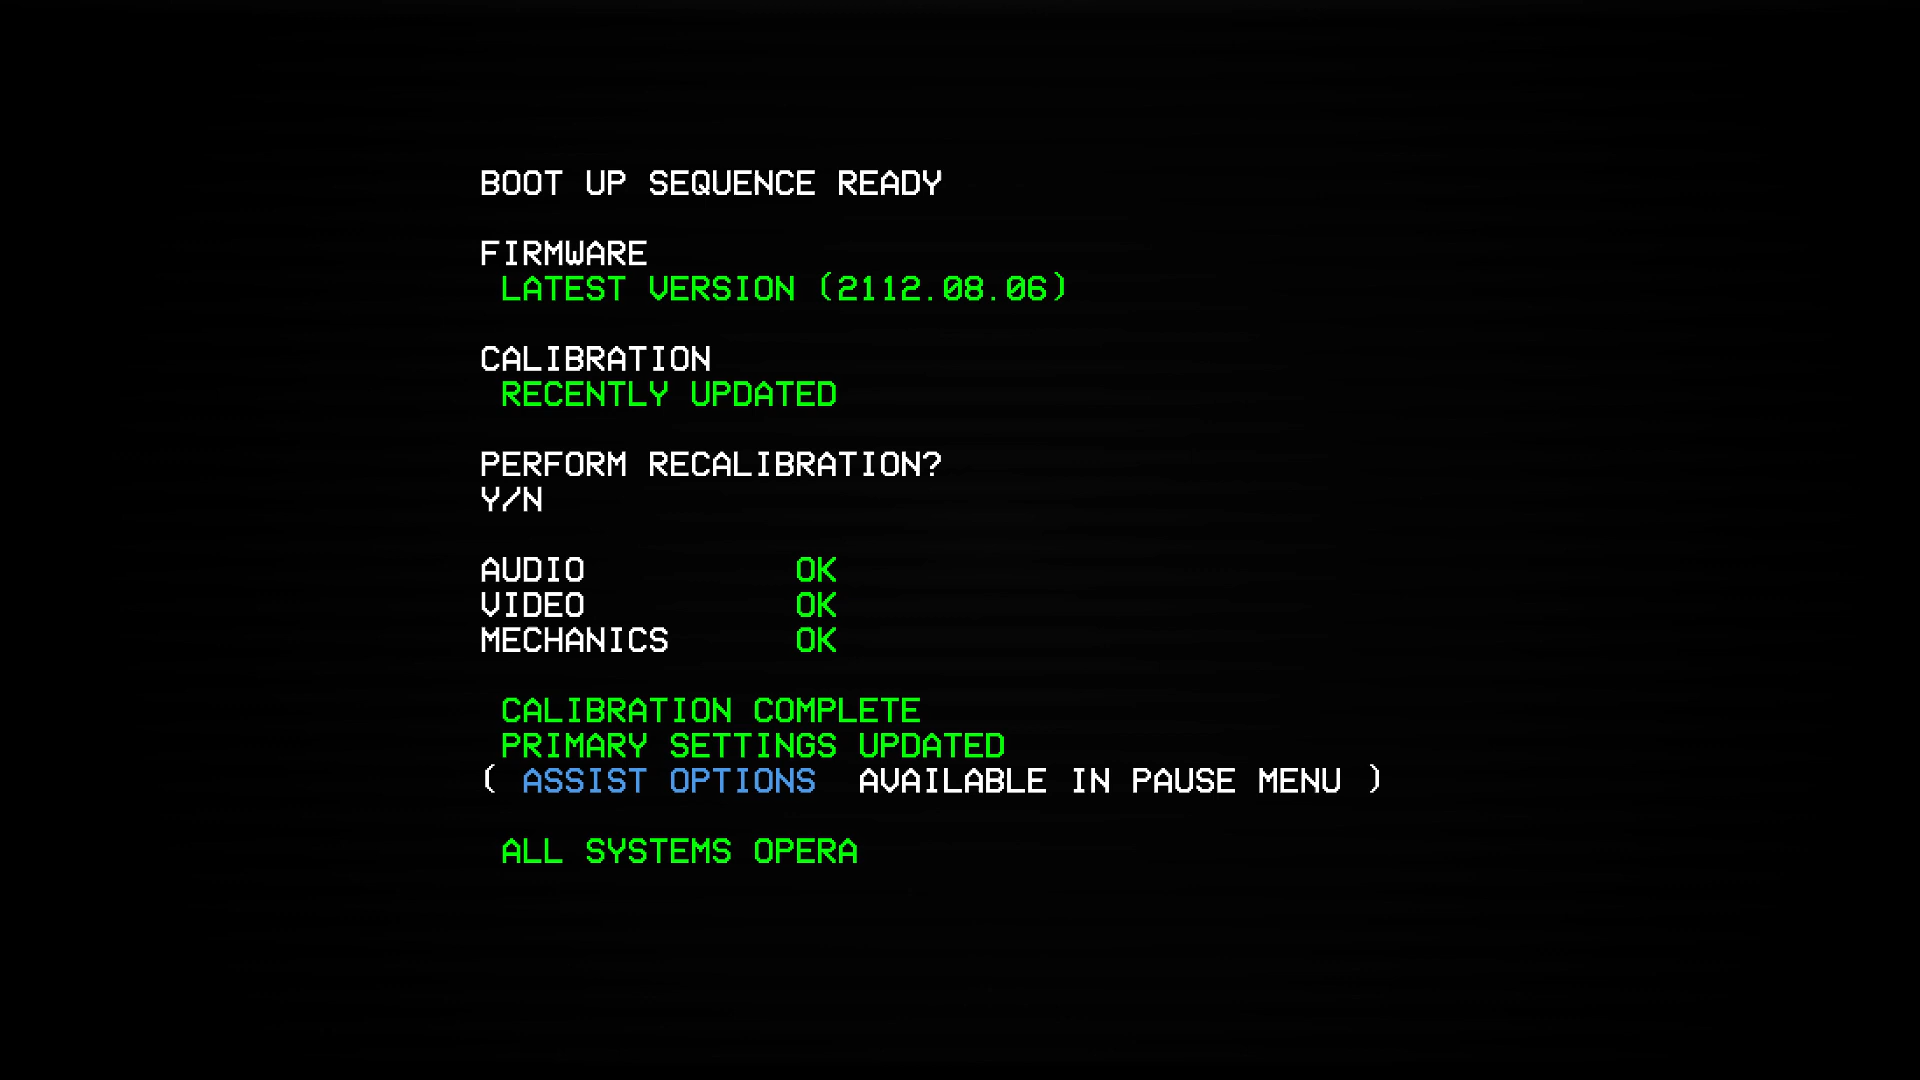 BOOT UP SEQUENCE READY
FIRMWARE
LATEST VERSION (2112.08.06)
CALIBRATION
RECENTLY UPDATED
PERFORM RECALIBRATION?
Y/N
AUDIO OK
VIDEO OK
MECHANICS OK
CALIBRATION COMPLETE
PRIMARY SETTINGS UPDATED
( ASSIST OPTIONS AVAILABLE IN PAUSE MENU )
ALL SYSTEMS OPERA